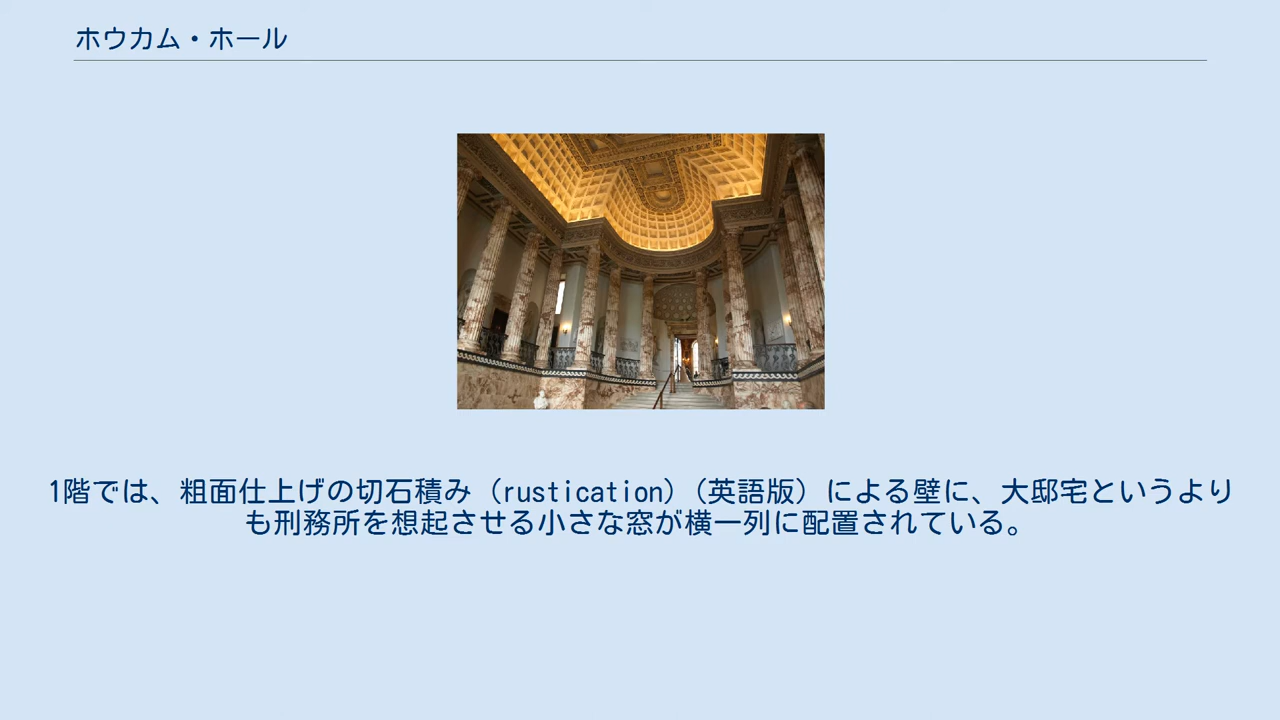 ホウカム・ホール
1階では、粗面仕上げの切石積み（rustication）（英語版）による壁に、大邸宅というより
も刑務所を想起させる小さな窓が横一列に配置されている。